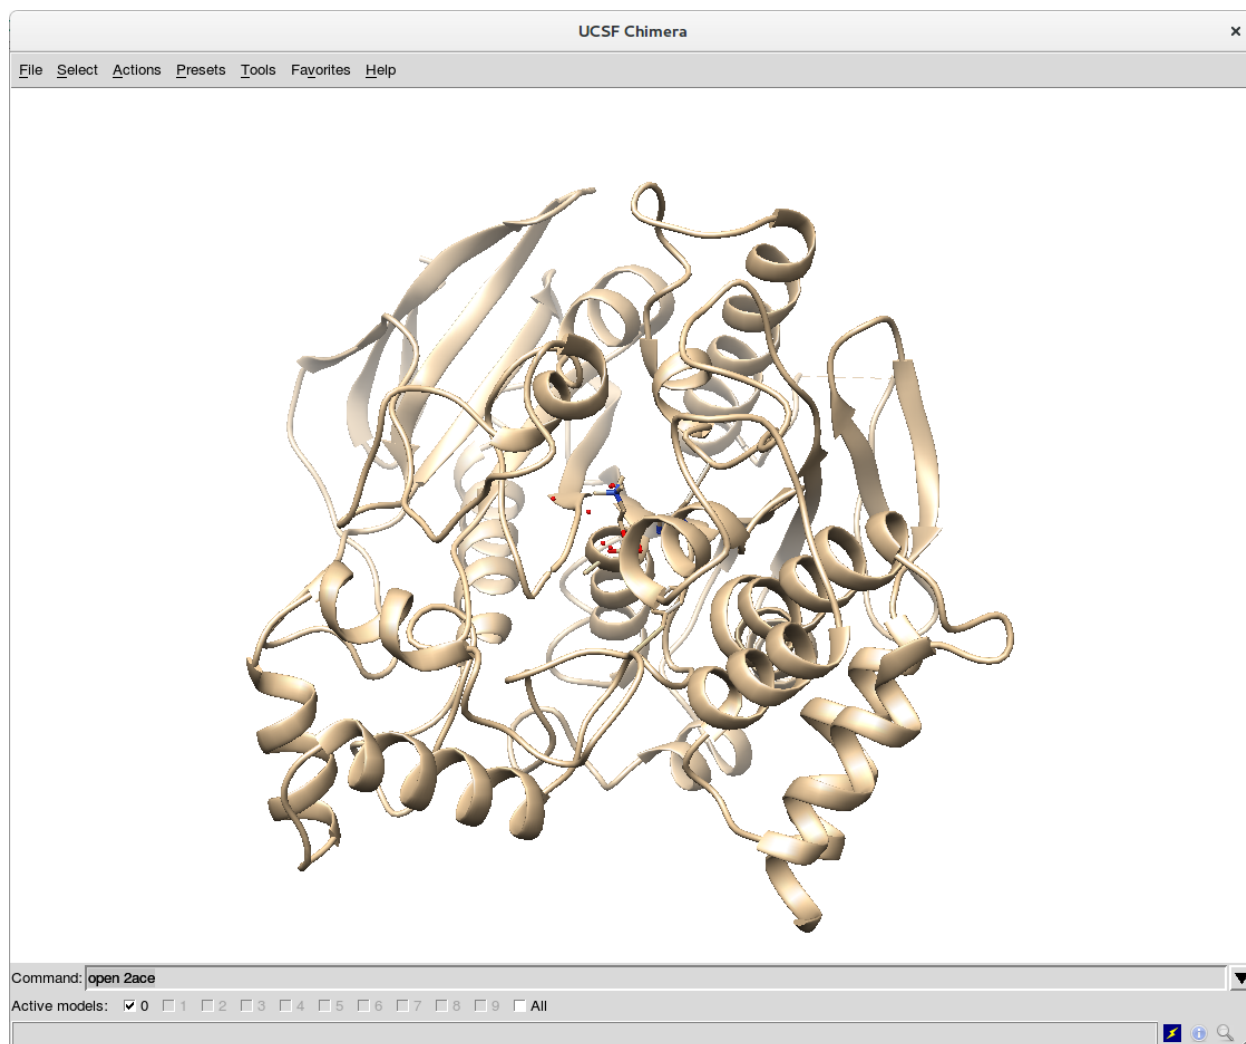 UCSF Chimera ×
File Select Actions Presets Tools Favorites Help
Command: open 2ace
Active models: 0 1 2 3 4 5 6 7 8 9 All